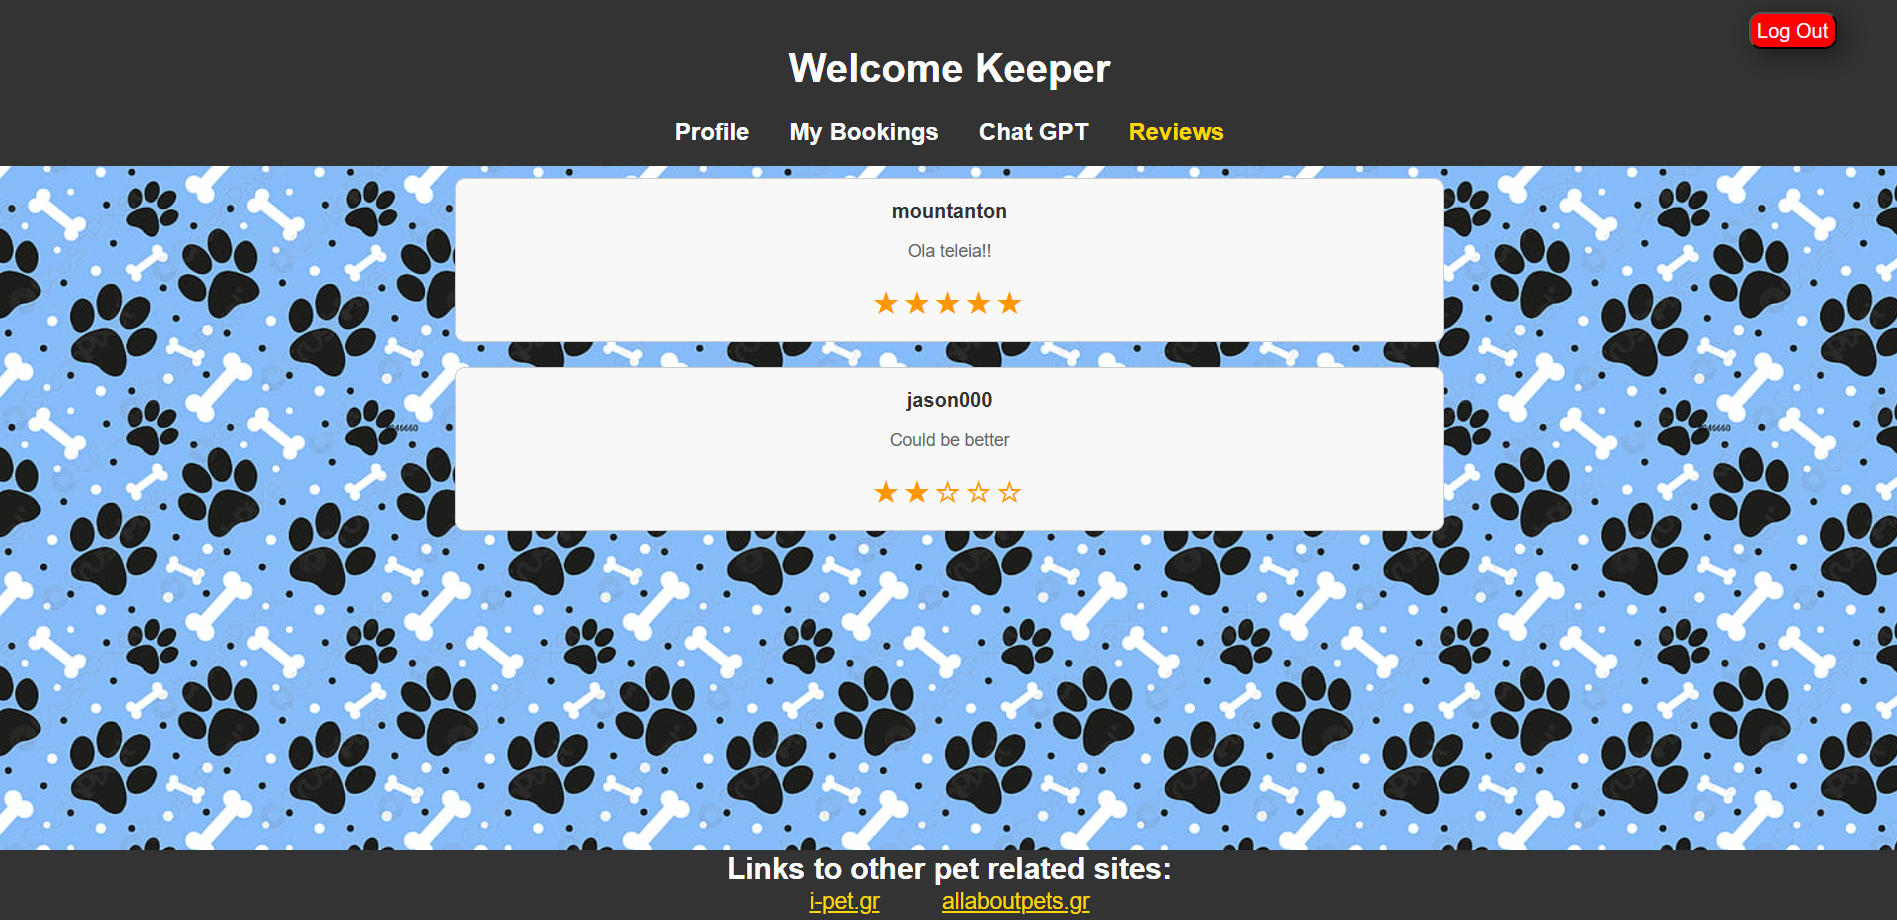 Log Out
Welcome Keeper
Profile My Bookings Chat GPT Reviews
mountanton
Ola teleia!!
★★★★★
jason000
Could be better
★★☆☆☆
Links to other pet related sites:
i-pet.gr allaboutpets.gr